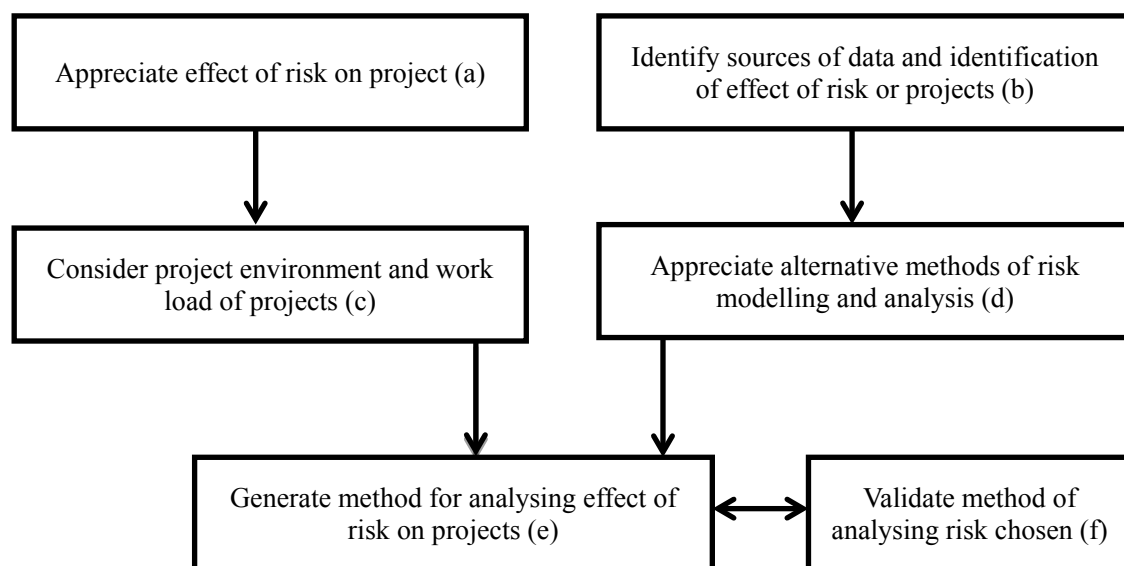 Appreciate effect of risk on project (a)
Identify sources of data and identification
of effect of risk or projects (b)
Consider project environment and work
load of projects (c)
Appreciate alternative methods of risk
modelling and analysis (d)
Generate method for analysing effect of
risk on projects (e)
Validate method of
analysing risk chosen (f)